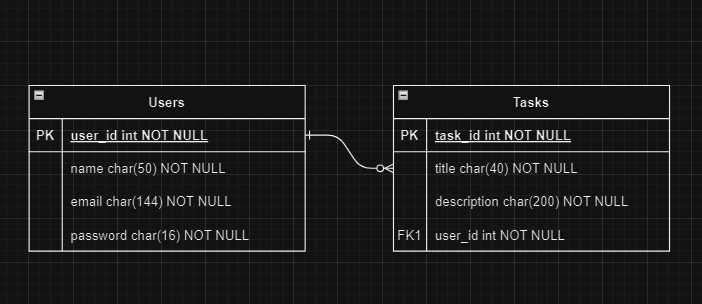 Users
PK user_id int NOT NULL
name char(50) NOT NULL
email char(144) NOT NULL
password char(16) NOT NULL
Tasks
PK task_id int NOT NULL
title char(40) NOT NULL
description char(200) NOT NULL
FK1 user_id int NOT NULL